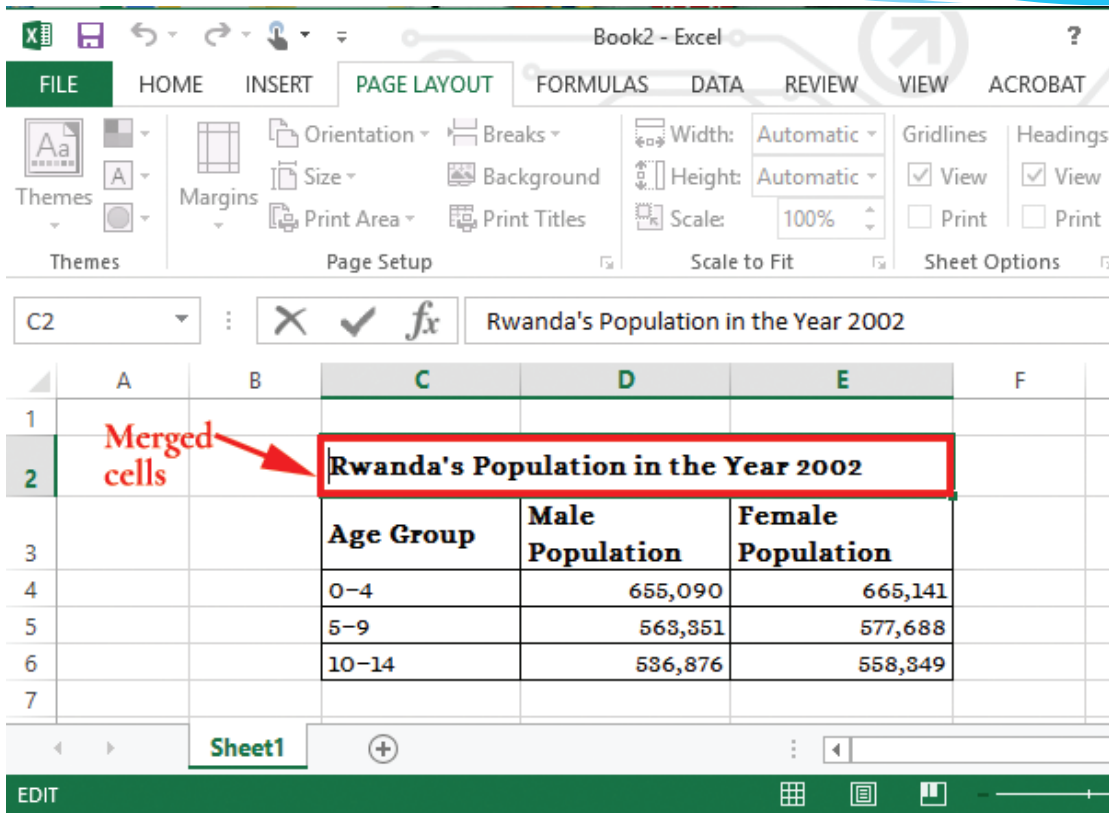 Book2 - Excel ?
FILE HOME INSERT PAGE LAYOUT FORMULAS DATA REVIEW VIEW ACROBAT
Aa Orientation Breaks Width: Automatic Gridlines Headings
A Size Background Height: Automatic View View
Themes Margins Print Area Print Titles Scale: 100% Print Print
Themes Page Setup Scale to Fit Sheet Options
C2 fx Rwanda's Population in the Year 2002
A B C D E F
1
Merged
cells
2 Rwanda's Population in the Year 2002
3 Age Group Male Population Female Population
4 0-4 655,090 665,141
5 5-9 563,351 577,688
6 10-14 536,876 558,349
7
Sheet1
EDIT